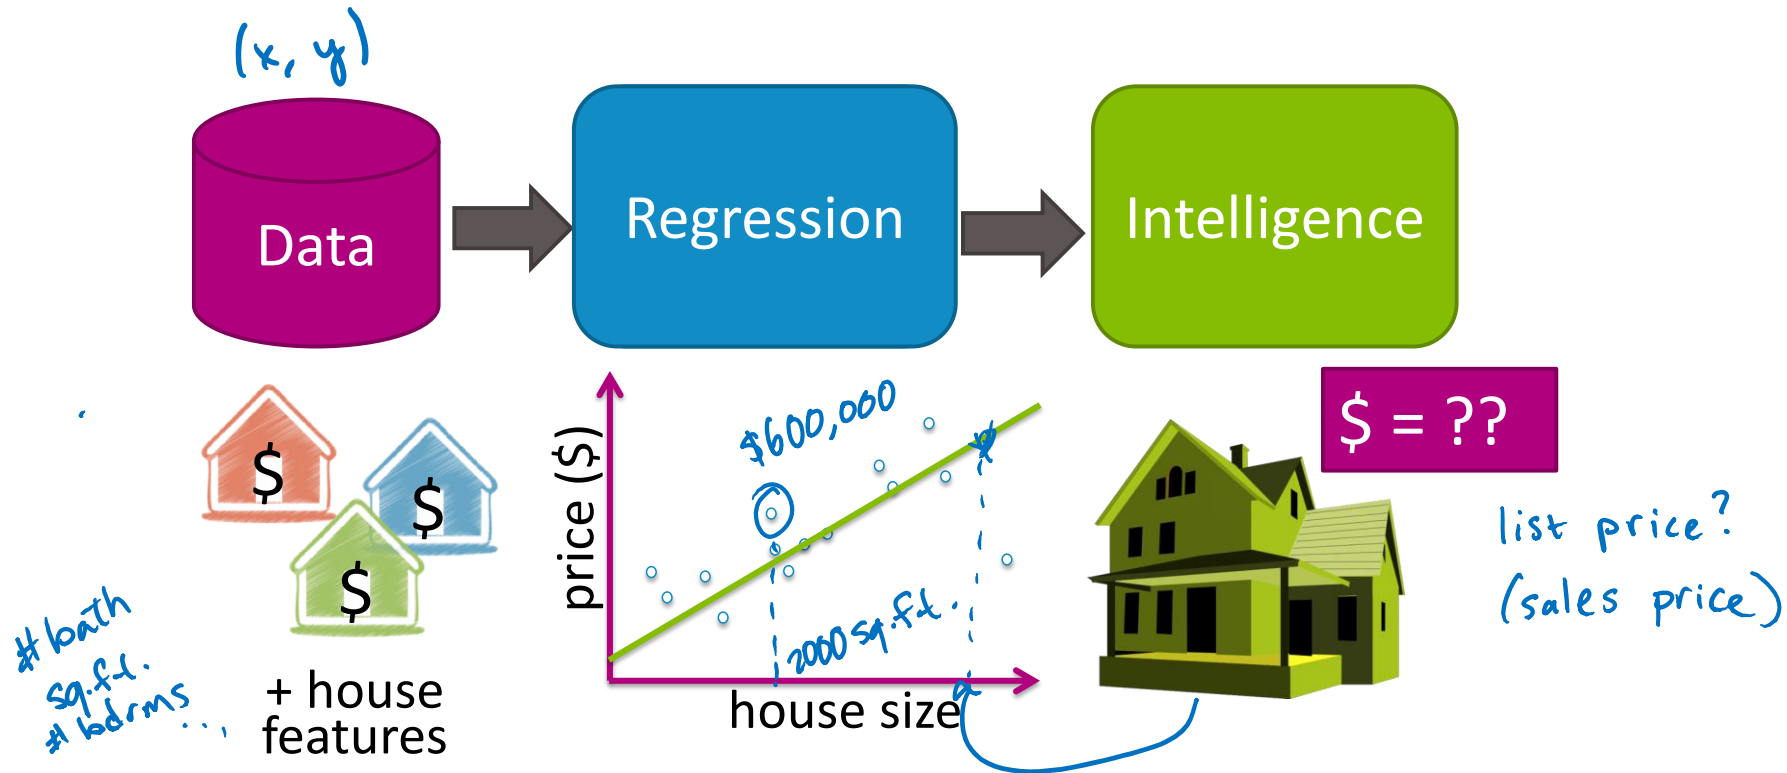 (x, y)
Data
Regression
Intelligence
$
$
$
#bath
sq.ft.
#bdrms
...
+ house
features
price ($)
$600,000
2000 sq.ft.
house size
$ = ??
list price?
(sales price)